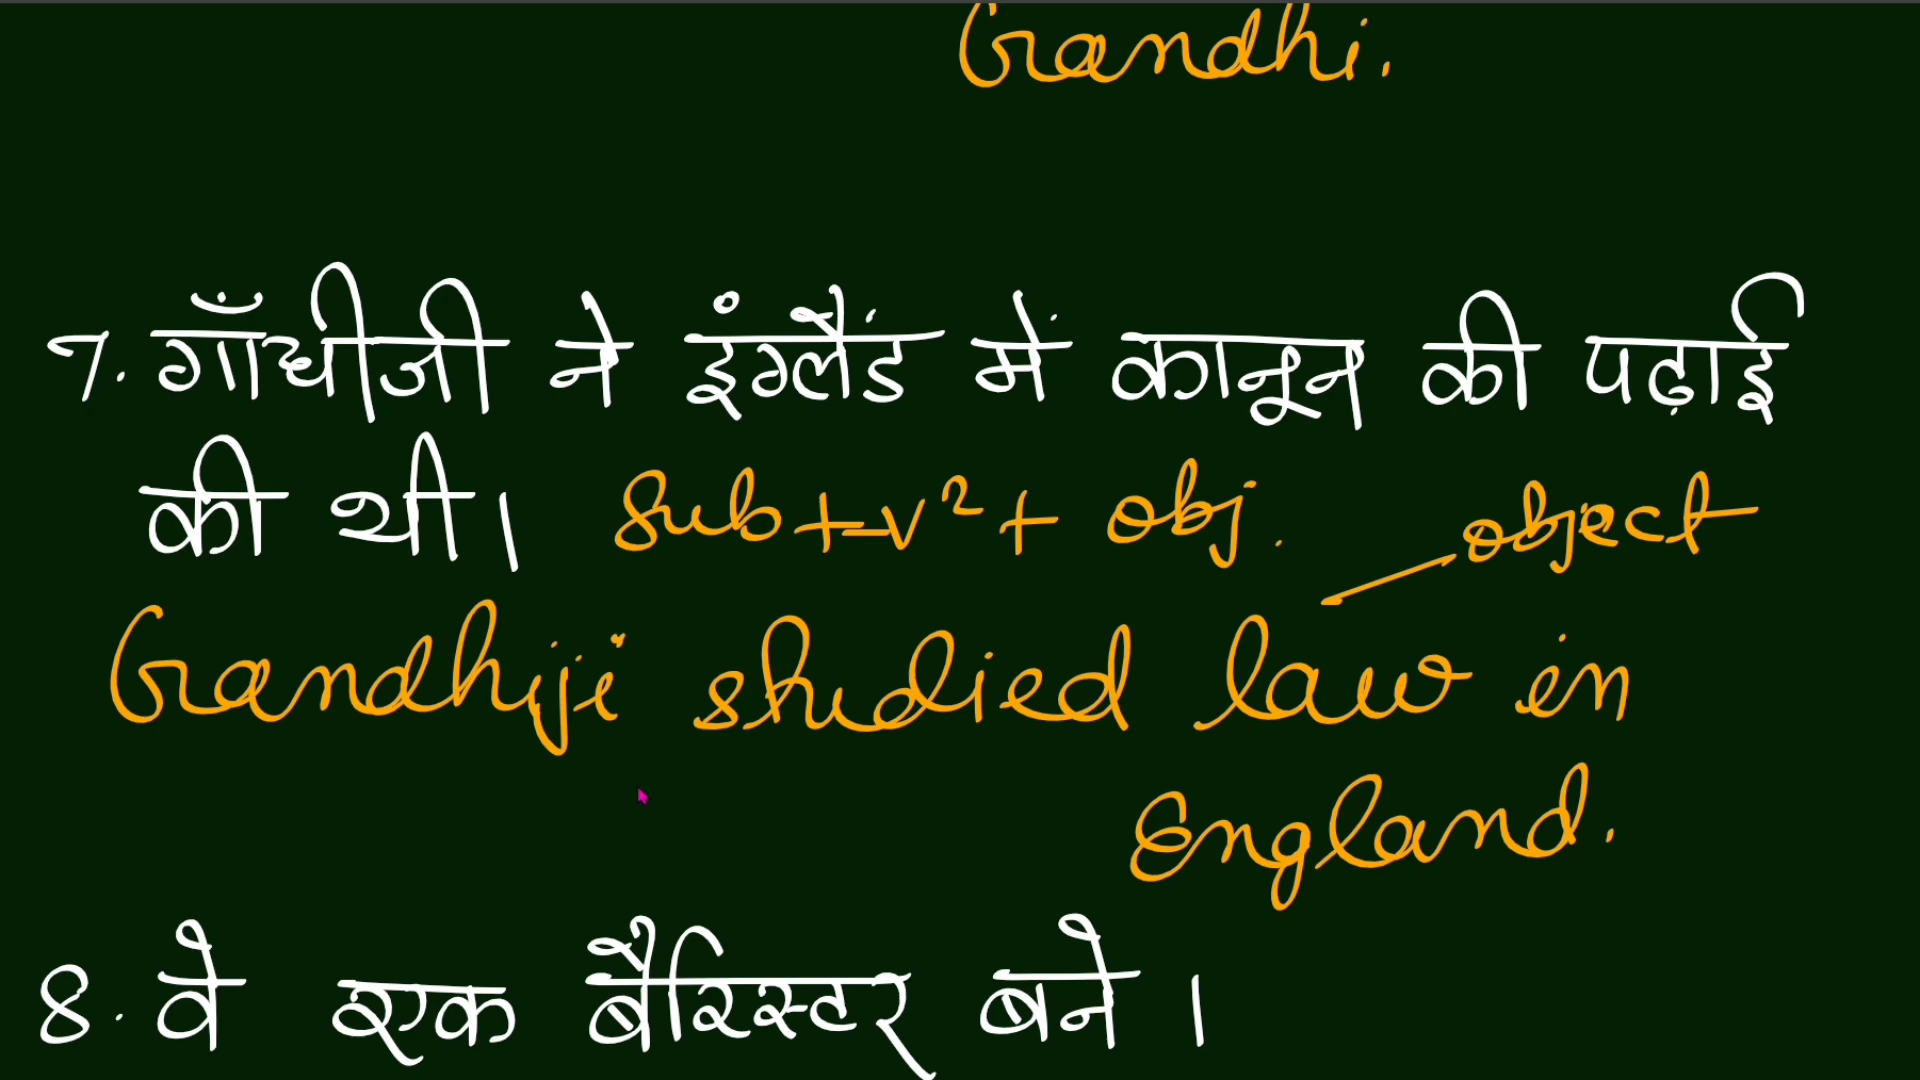 Gandhi.
7. गाँधीजी ने इंग्लैंड में कानून की पढ़ाई
की थी। Sub + V² + obj. object
Gandhiji studied law in
England.
8. वे एक बैरिस्टर बने।